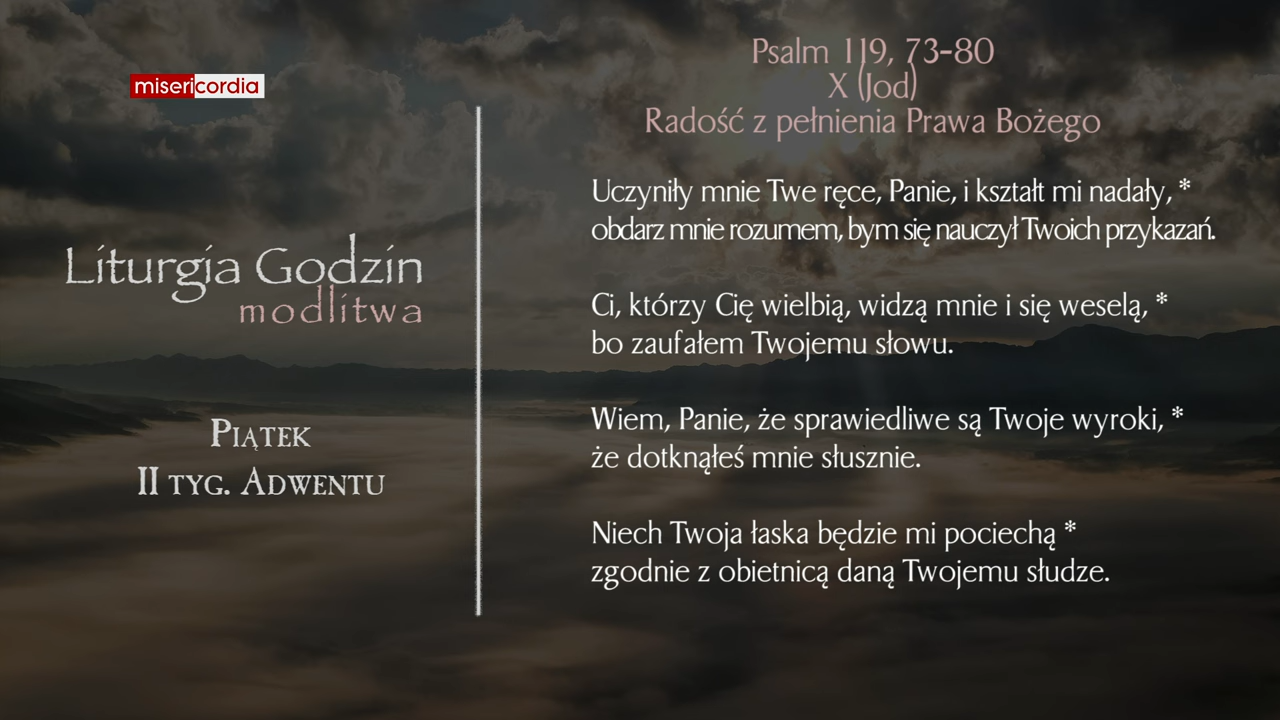 misericordia
Liturgia Godzin
modlitwa
Piątek
II tyg. Adwentu
Psalm 119, 73-80
X (Jod)
Radość z pełnienia Prawa Bożego
Uczyniły mnie Twe ręce, Panie, i kształt mi nadały, *
obdarz mnie rozumem, bym się nauczył Twoich przykazań.
Ci, którzy Cię wielbią, widzą mnie i się weselą, *
bo zaufałem Twojemu słowu.
Wiem, Panie, że sprawiedliwe są Twoje wyroki, *
że dotknąłeś mnie słusznie.
Niech Twoja łaska będzie mi pociechą *
zgodnie z obietnicą daną Twojemu słudze.